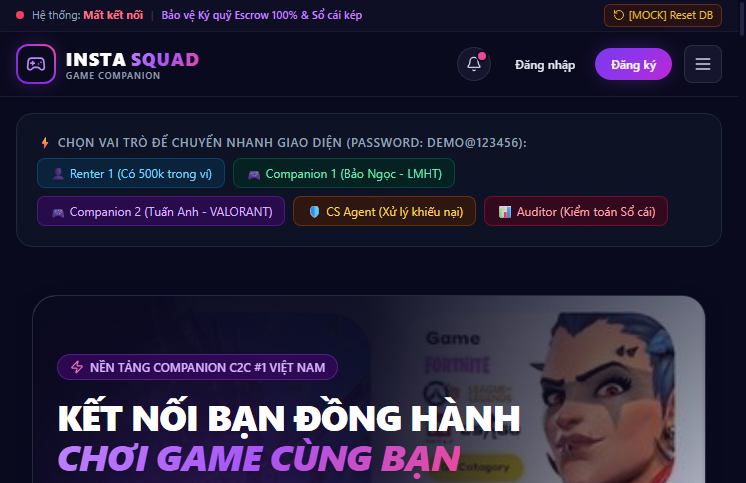 Hệ thống: Mất kết nối | Bảo vệ Ký quỹ Escrow 100% & Sổ cái kép
[MOCK] Reset DB
INSTA SQUAD
GAME COMPANION
Đăng nhập
Đăng ký
CHỌN VAI TRÒ ĐỂ CHUYỂN NHANH GIAO DIỆN (PASSWORD: DEMO@123456):
Renter 1 (Có 500k trong ví)
Companion 1 (Bảo Ngọc - LMHT)
Companion 2 (Tuấn Anh - VALORANT)
CS Agent (Xử lý khiếu nại)
Auditor (Kiểm toán Sổ cái)
NỀN TẢNG COMPANION C2C #1 VIỆT NAM
KẾT NỐI BẠN ĐỒNG HÀNH
CHƠI GAME CÙNG BẠN
Game
FORTNITE
LEAGUE OF
LEGENDS
Catagory